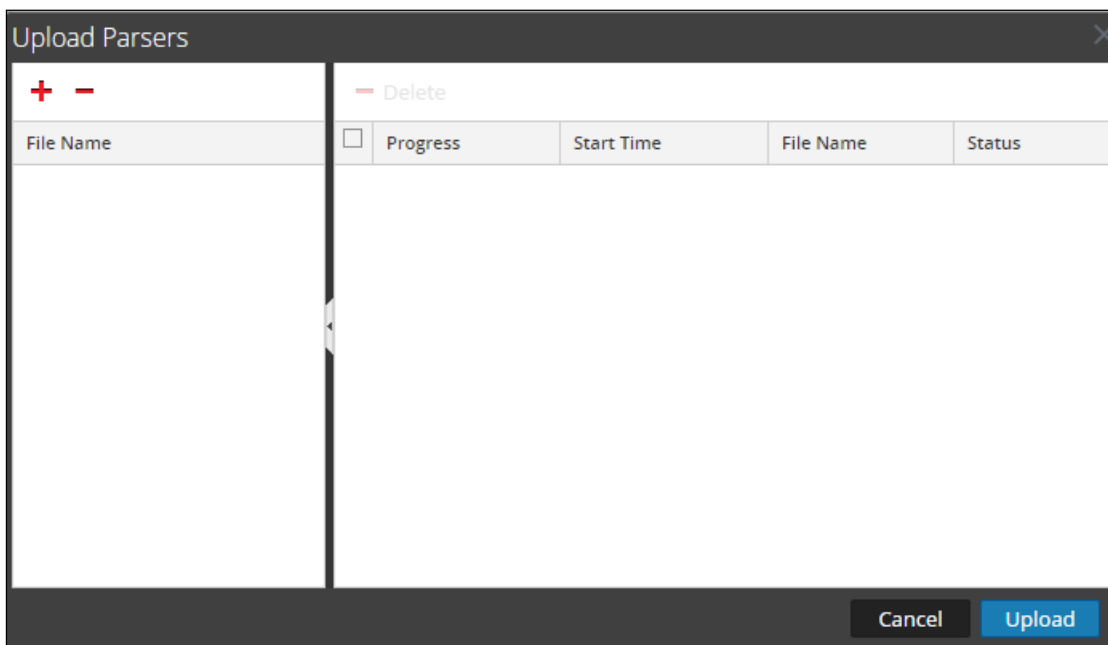 Upload Parsers
Delete
File Name
Progress Start Time File Name Status
Cancel Upload